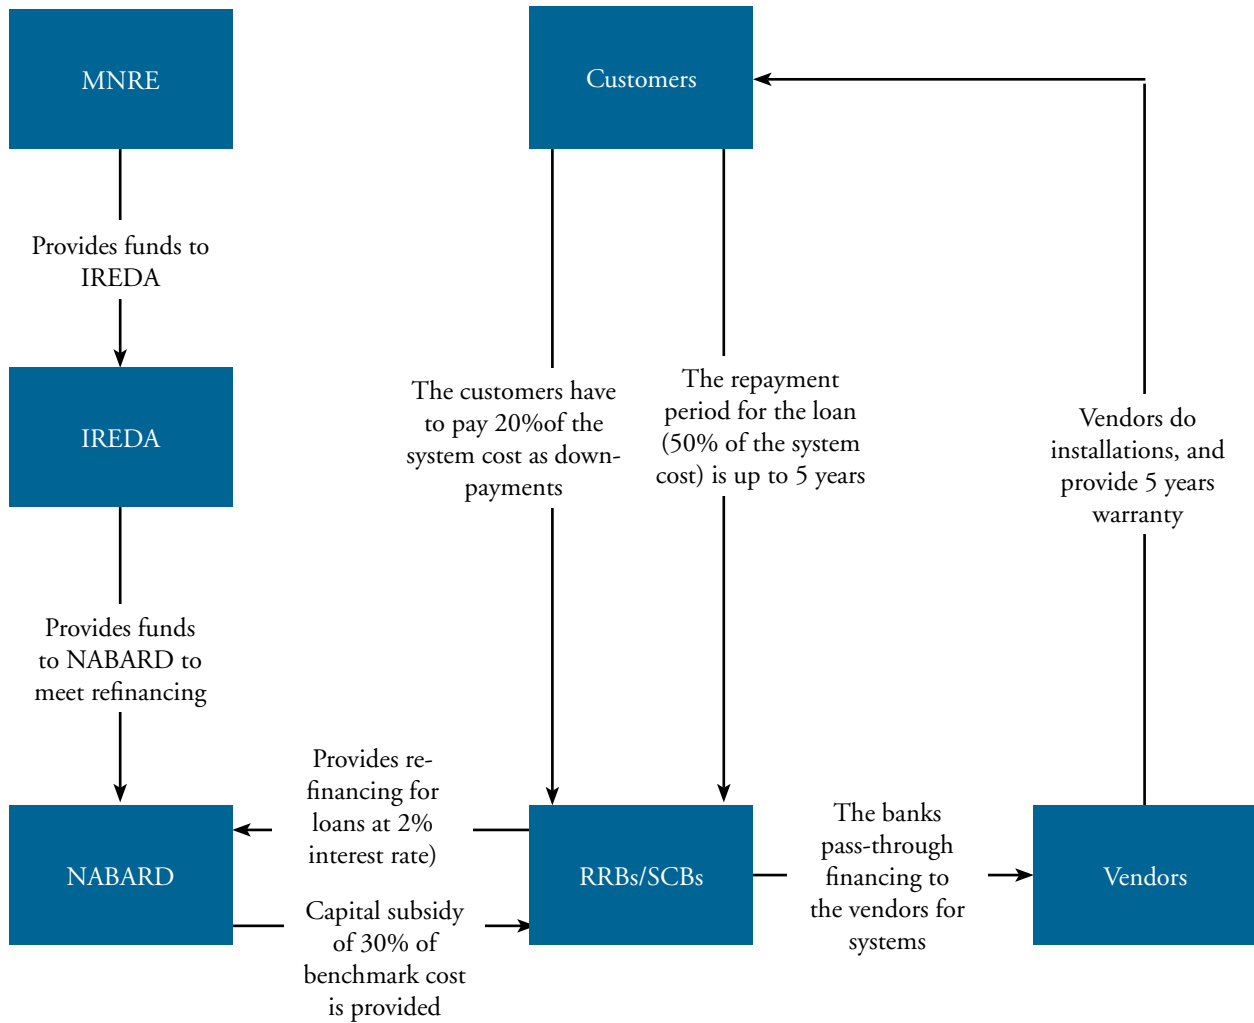 MNRE
Customers
Provides funds to
IREDA
IREDA
The customers have
to pay 20%of the
system cost as down-
payments
The repayment
period for the loan
(50% of the system
cost) is up to 5 years
Vendors do
installations, and
provide 5 years
warranty
Provides funds
to NABARD to
meet refinancing
Provides re-
financing for
loans at 2%
interest rate)
NABARD
Capital subsidy
of 30% of
benchmark cost
is provided
RRBs/SCBs
The banks
pass-through
financing to
the vendors for
systems
Vendors